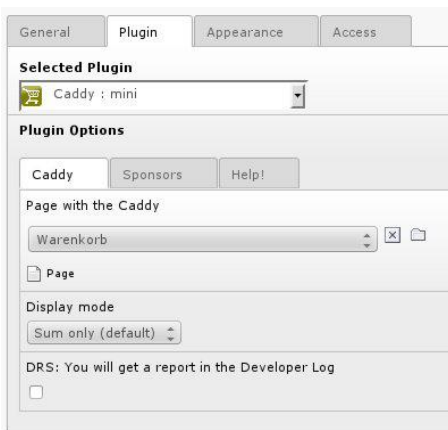 General Plugin Appearance Access
Selected Plugin
Caddy : mini
Plugin Options
Caddy Sponsors Help!
Page with the Caddy
Warenkorb
Page
Display mode
Sum only (default)
DRS: You will get a report in the Developer Log